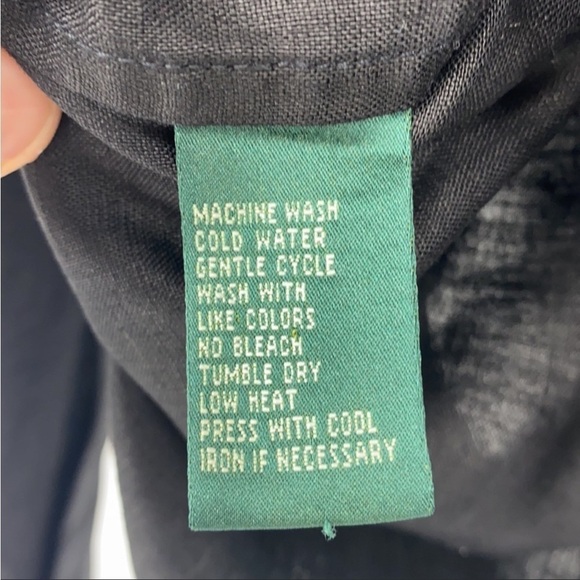 MACHINE WASH
COLD WATER
GENTLE CYCLE
WASH WITH
LIKE COLORS
NO BLEACH
TUMBLE DRY
LOW HEAT
PRESS WITH COOL
IRON IF NECESSARY